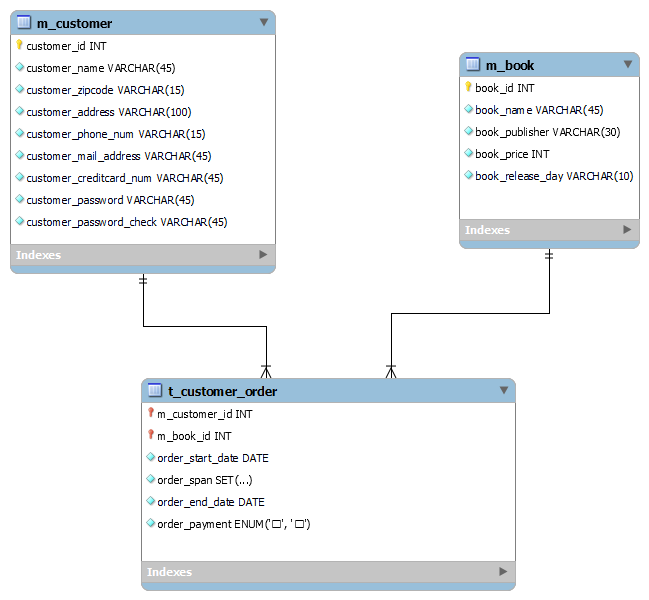 m_customer
customer_id INT
customer_name VARCHAR(45)
customer_zipcode VARCHAR(15)
customer_address VARCHAR(100)
customer_phone_num VARCHAR(15)
customer_mail_address VARCHAR(45)
customer_creditcard_num VARCHAR(45)
customer_password VARCHAR(45)
customer_password_check VARCHAR(45)
Indexes
m_book
book_id INT
book_name VARCHAR(45)
book_publisher VARCHAR(30)
book_price INT
book_release_day VARCHAR(10)
Indexes
t_customer_order
m_customer_id INT
m_book_id INT
order_start_date DATE
order_span SET(...)
order_end_date DATE
order_payment ENUM('□', '□')
Indexes